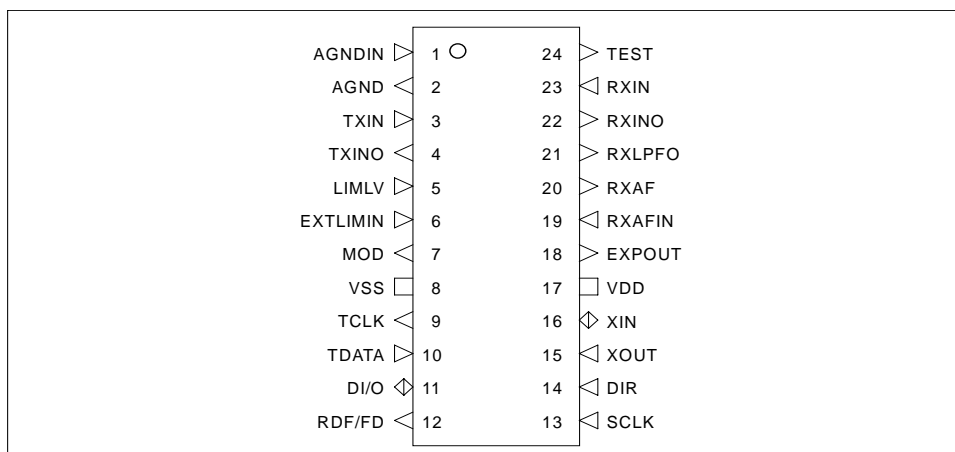 AGNDIN 1 24 TEST
AGND 2 23 RXIN
TXIN 3 22 RXINO
TXINO 4 21 RXLPFO
LIMLV 5 20 RXAF
EXTLIMIN 6 19 RXAFIN
MOD 7 18 EXPOUT
VSS 8 17 VDD
TCLK 9 16 XIN
TDATA 10 15 XOUT
DI/O 11 14 DIR
RDF/FD 12 13 SCLK